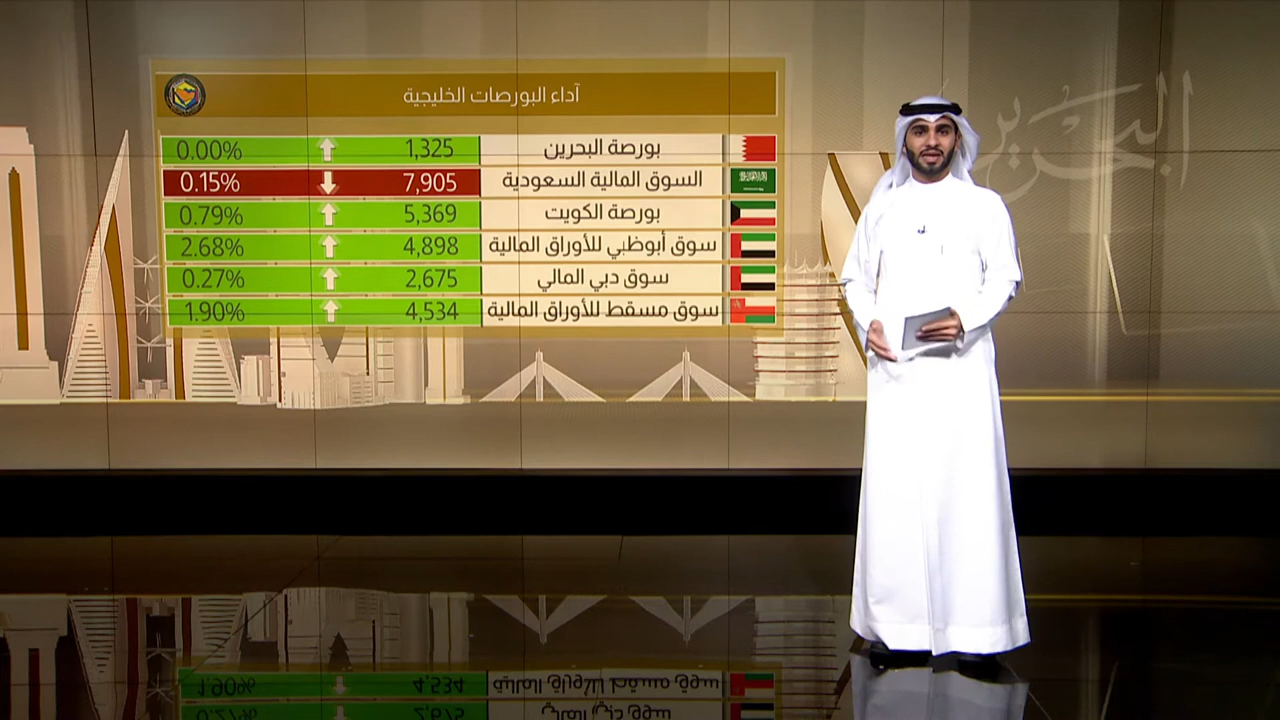 آداء البورصات الخليجية
بورصة البحرين 1,325 0.00%
السوق المالية السعودية 7,905 0.15%
بورصة الكويت 5,369 0.79%
سوق أبوظبي للأوراق المالية 4,898 2.68%
سوق دبي المالي 2,675 0.27%
سوق مسقط للأوراق المالية 4,534 1.90%
البحرين